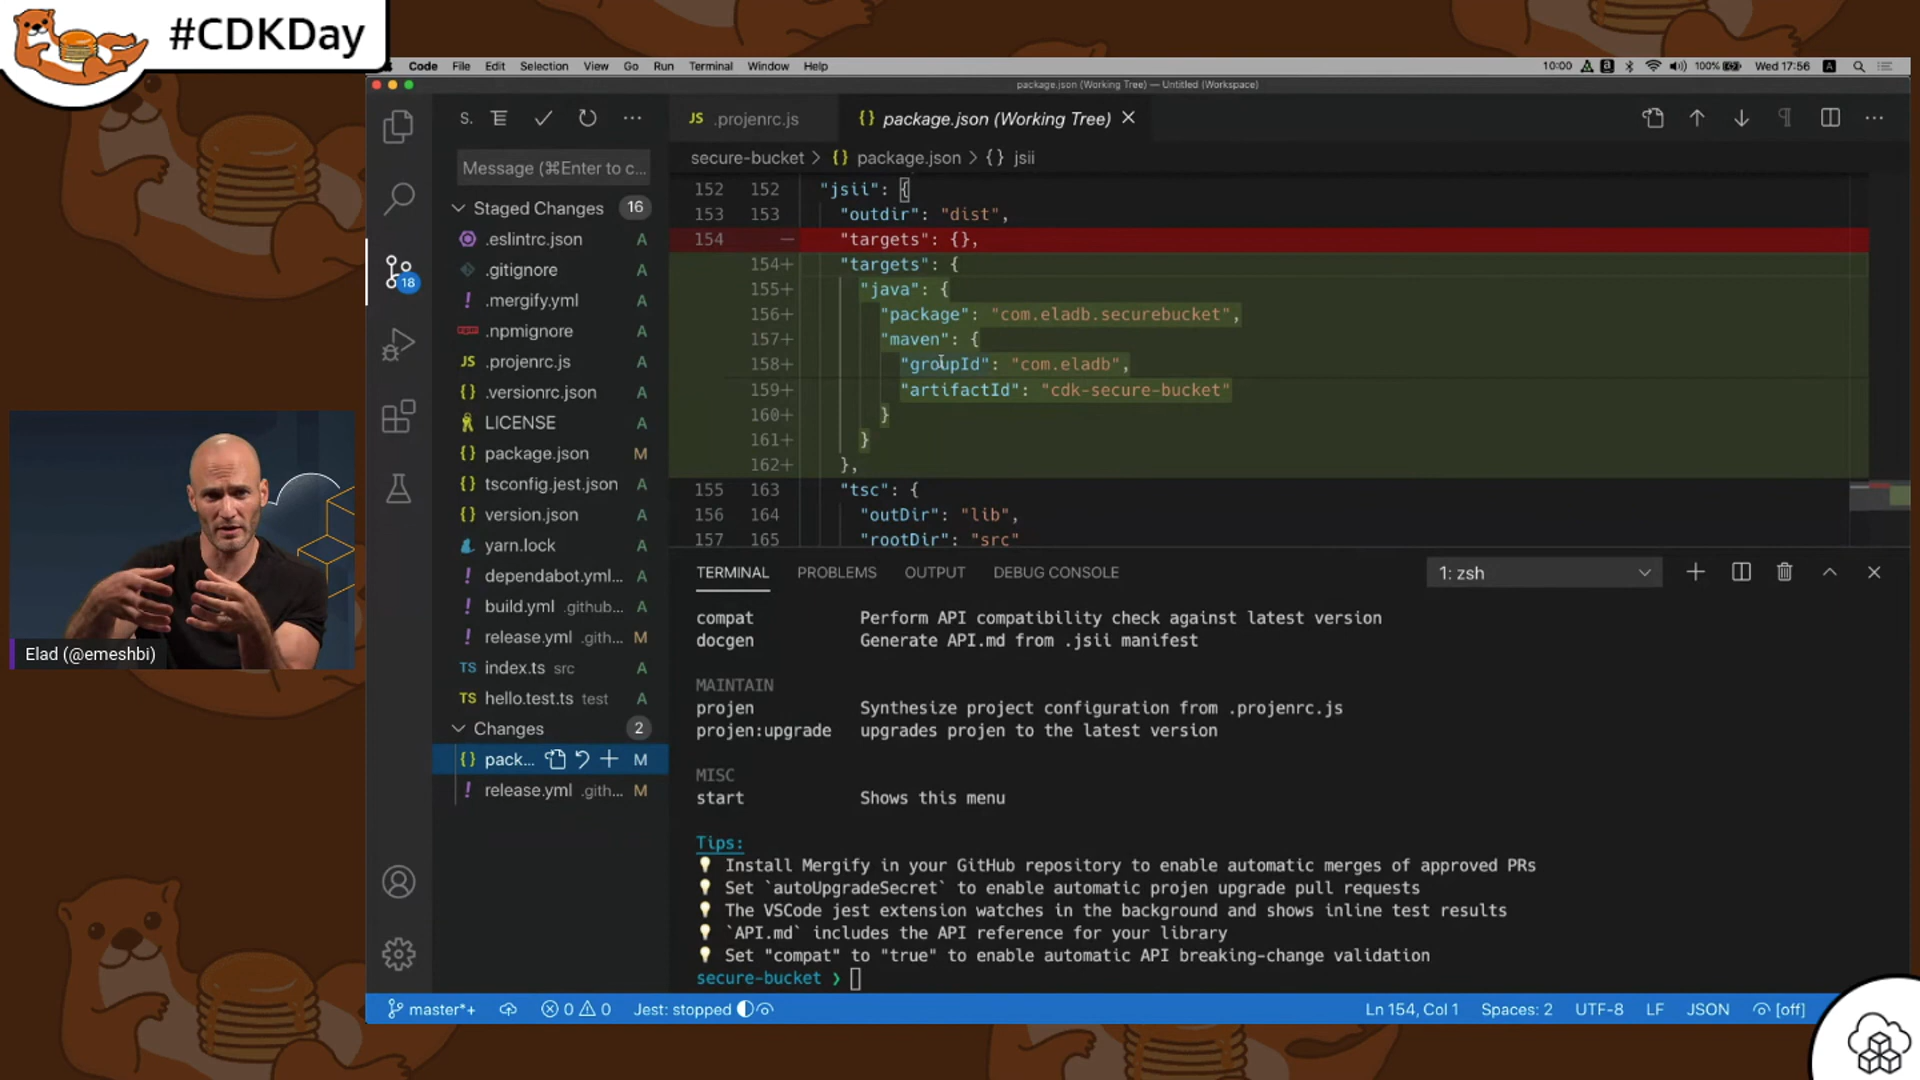 #CDKDay
Code File Edit Selection View Go Run Terminal Window Help
10:00 100% Wed 17:56 A
package.json (Working Tree) — Untitled (Workspace)
S.
JS .projenrc.js
{} package.json (Working Tree)
Message (⌘Enter to c...
secure-bucket > {} package.json > {} jsii
Staged Changes 16
.eslintrc.json A
.gitignore A
! .mergify.yml A
.npmignore A
JS .projenrc.js A
{} .versionrc.json A
LICENSE A
{} package.json M
{} tsconfig.jest.json A
{} version.json A
yarn.lock A
! dependabot.yml... A
! build.yml .github... A
! release.yml .gith... M
TS index.ts src A
TS hello.test.ts test A
Changes 2
{} pack... M
! release.yml .gith... M
18
152 152 "jsii": {
153 153 "outdir": "dist",
154 — "targets": {},
154+ "targets": {
155+ "java": {
156+ "package": "com.eladb.securebucket",
157+ "maven": {
158+ "groupId": "com.eladb",
159+ "artifactId": "cdk-secure-bucket"
160+ }
161+ }
162+ },
155 163 "tsc": {
156 164 "outDir": "lib",
157 165 "rootDir": "src"
TERMINAL PROBLEMS OUTPUT DEBUG CONSOLE 1: zsh
compat Perform API compatibility check against latest version
docgen Generate API.md from .jsii manifest
MAINTAIN
projen Synthesize project configuration from .projenrc.js
projen:upgrade upgrades projen to the latest version
MISC
start Shows this menu
Tips:
Install Mergify in your GitHub repository to enable automatic merges of approved PRs
Set `autoUpgradeSecret` to enable automatic projen upgrade pull requests
The VSCode jest extension watches in the background and shows inline test results
`API.md` includes the API reference for your library
Set "compat" to "true" to enable automatic API breaking-change validation
secure-bucket ❯
Elad (@emeshbi)
master*+ 0 0 Jest: stopped
Ln 154, Col 1 Spaces: 2 UTF-8 LF JSON [off]